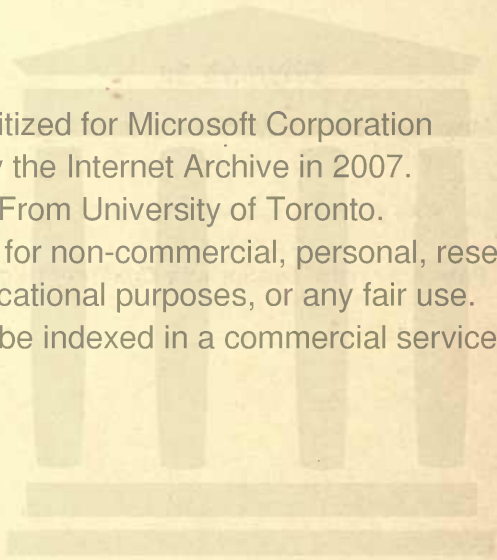 itized for Microsoft Corporation
the Internet Archive in 2007.
From University of Toronto.
for non-commercial, personal, rese
cational purposes, or any fair use.
be indexed in a commercial service